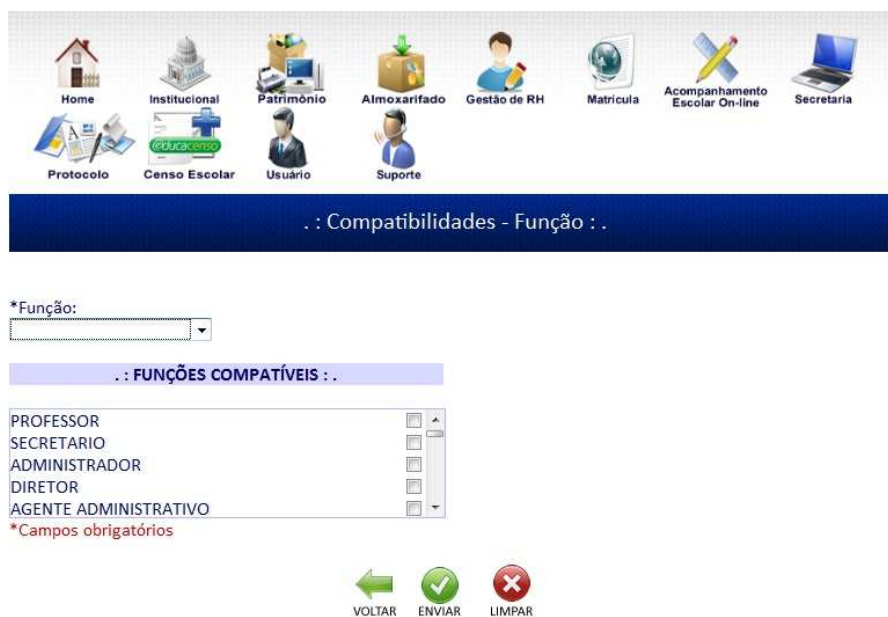 Home
Institucional
Patrimônio
Almoxarifado
Gestão de RH
Matrícula
Acompanhamento
Escolar On-line
Secretaria
Protocolo
educacenso
Censo Escolar
Usuário
Suporte
. : Compatibilidades - Função : .
*Função:
. : FUNÇÕES COMPATÍVEIS : .
PROFESSOR
SECRETARIO
ADMINISTRADOR
DIRETOR
AGENTE ADMINISTRATIVO
*Campos obrigatórios
VOLTAR ENVIAR LIMPAR